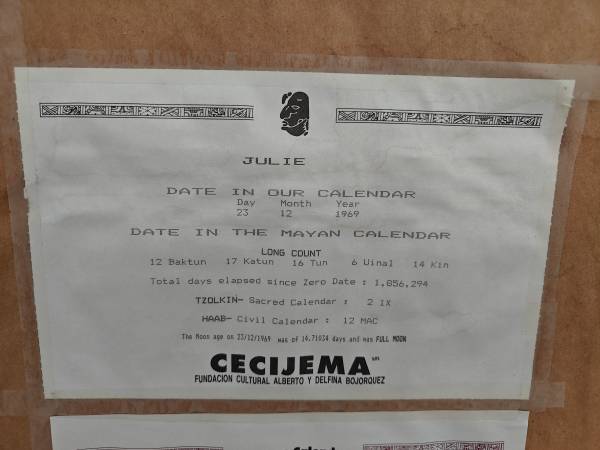 JULIE
DATE IN OUR CALENDAR
Day Month Year
23 12 1969
DATE IN THE MAYAN CALENDAR
LONG COUNT
12 Baktun 17 Katun 16 Tun 6 Uinal 14 Kin
Total days elapsed since Zero Date : 1,856,294
TZOLKIN- Sacred Calendar : 2 IX
HAAB- Civil Calendar : 12 MAC
The Moon age on 23/12/1969 was of 14.71034 days and was FULL MOON
CECIJEMA
FUNDACION CULTURAL ALBERTO Y DELFINA BOJORQUEZ